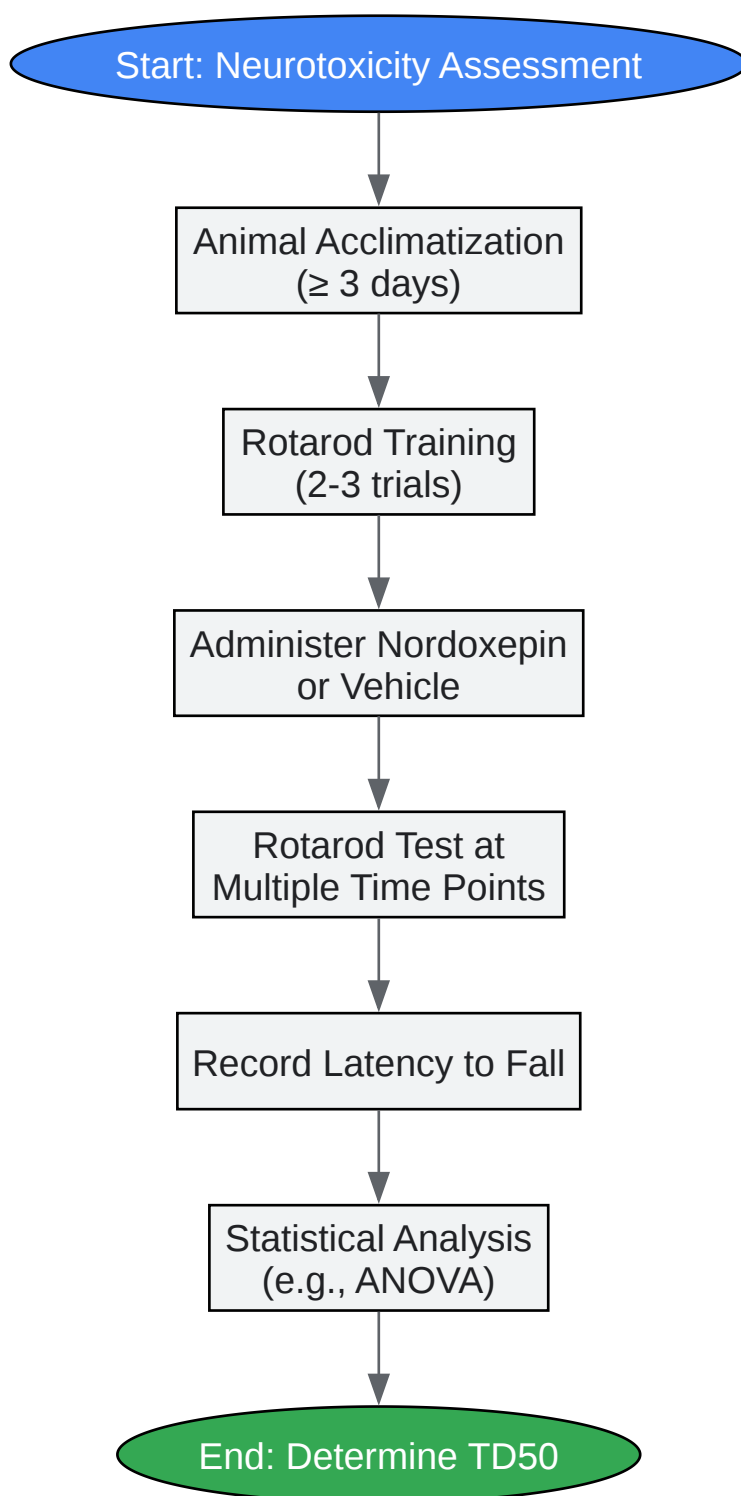 Start: Neurotoxicity Assessment
Animal Acclimatization
(≥ 3 days)
Rotarod Training
(2-3 trials)
Administer Nordoxepin
or Vehicle
Rotarod Test at
Multiple Time Points
Record Latency to Fall
Statistical Analysis
(e.g., ANOVA)
End: Determine TD50